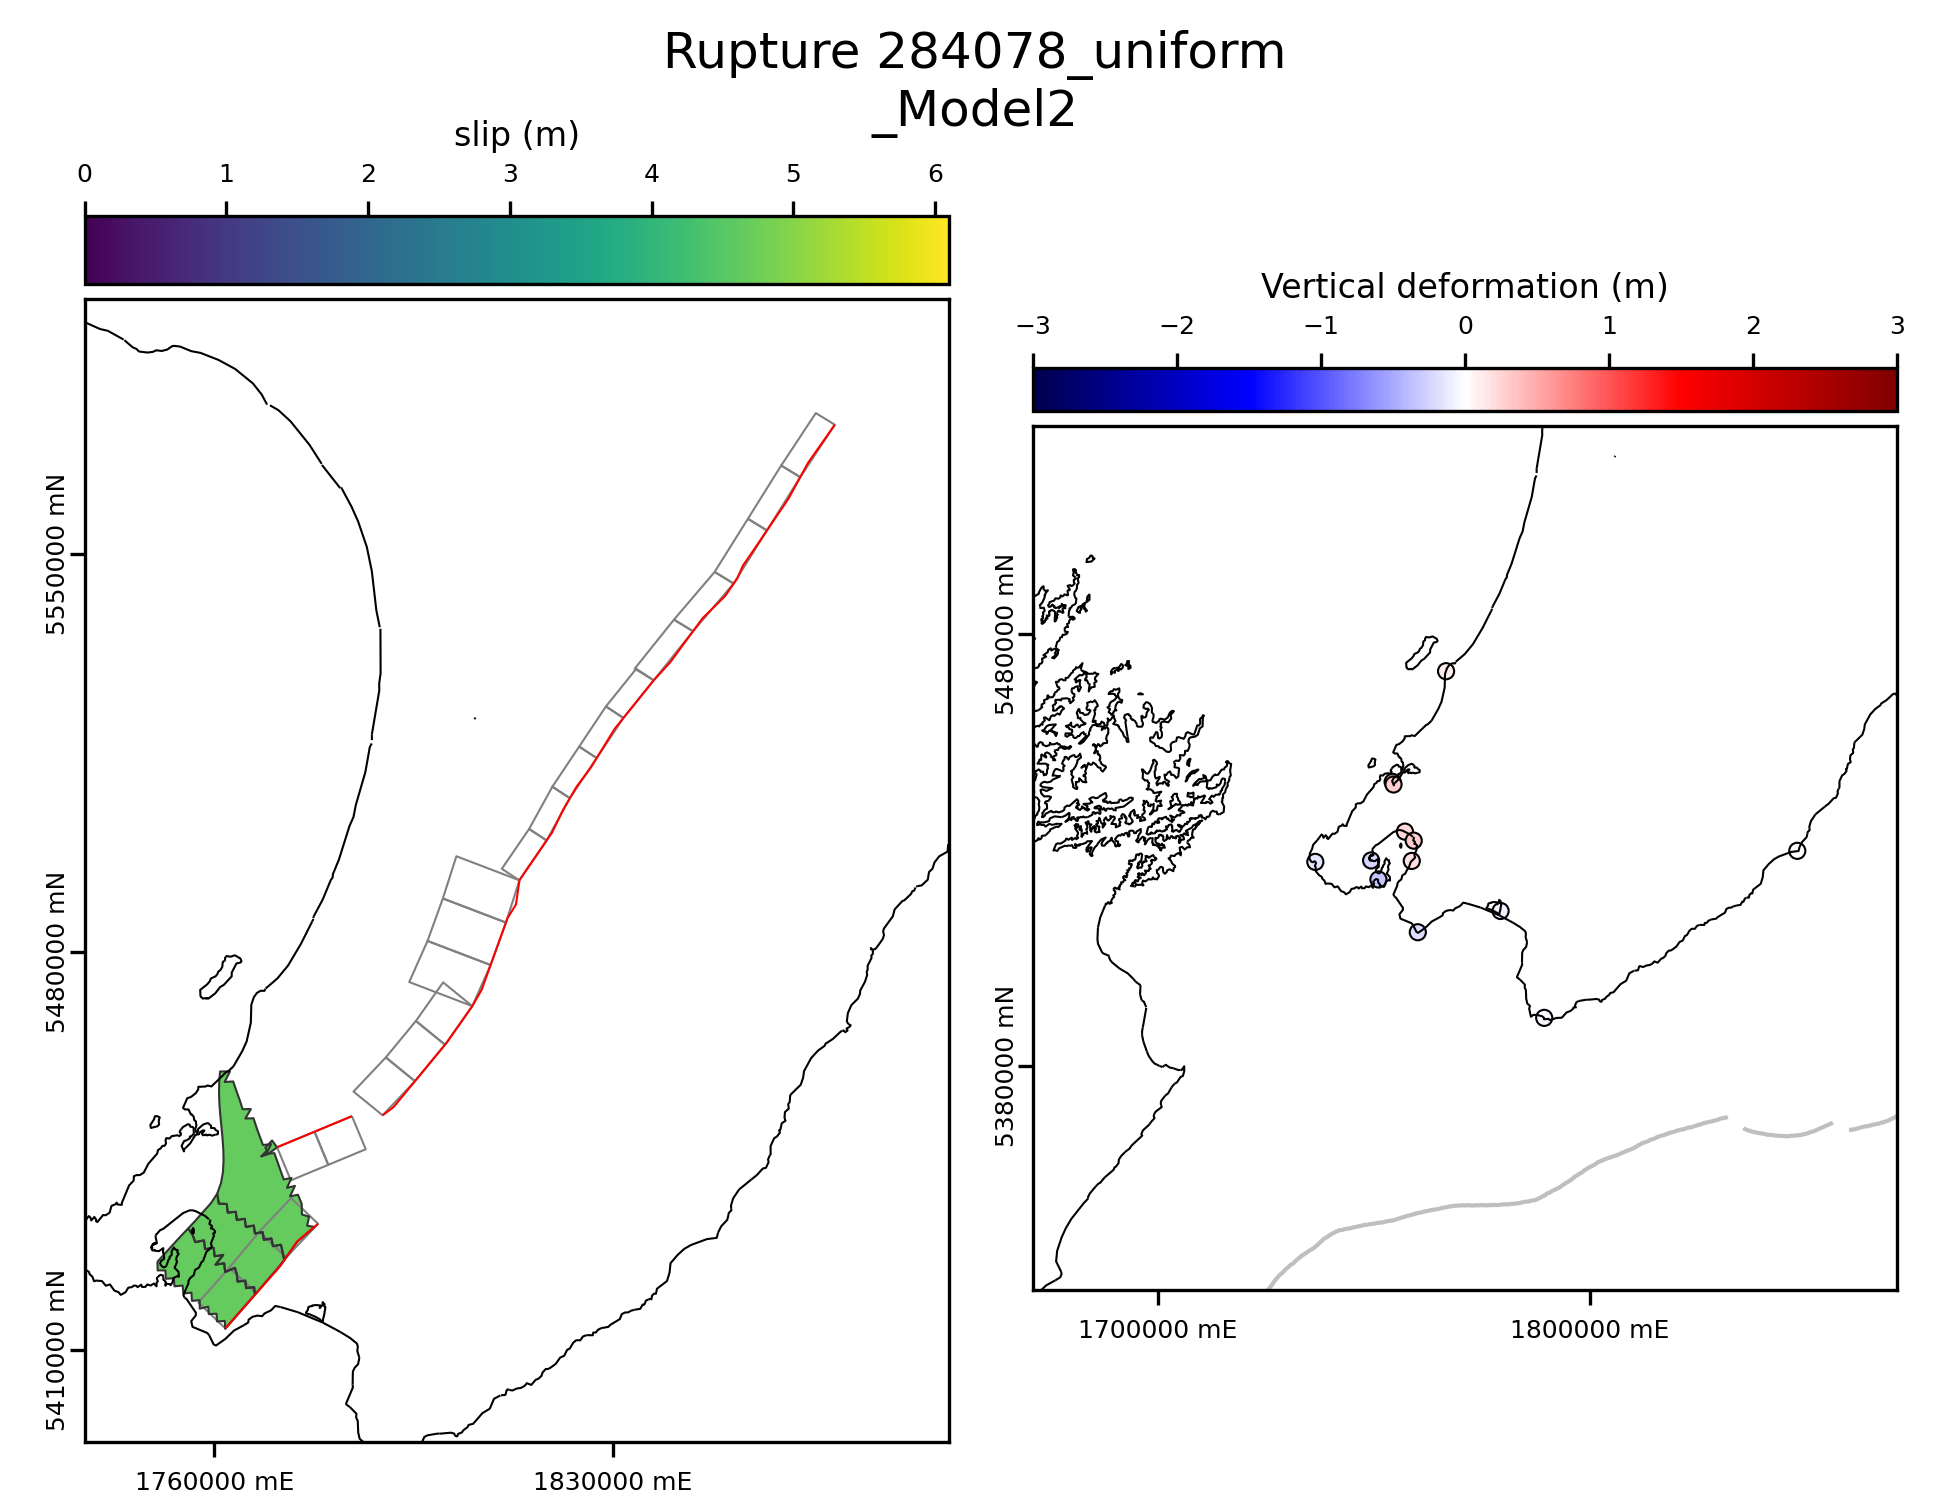 Rupture 284078_uniform
_Model2
slip (m)
0 1 2 3 4 5 6
5550000 mN
5480000 mN
5410000 mN
1760000 mE 1830000 mE
Vertical deformation (m)
−3 −2 −1 0 1 2 3
5480000 mN
5380000 mN
1700000 mE 1800000 mE